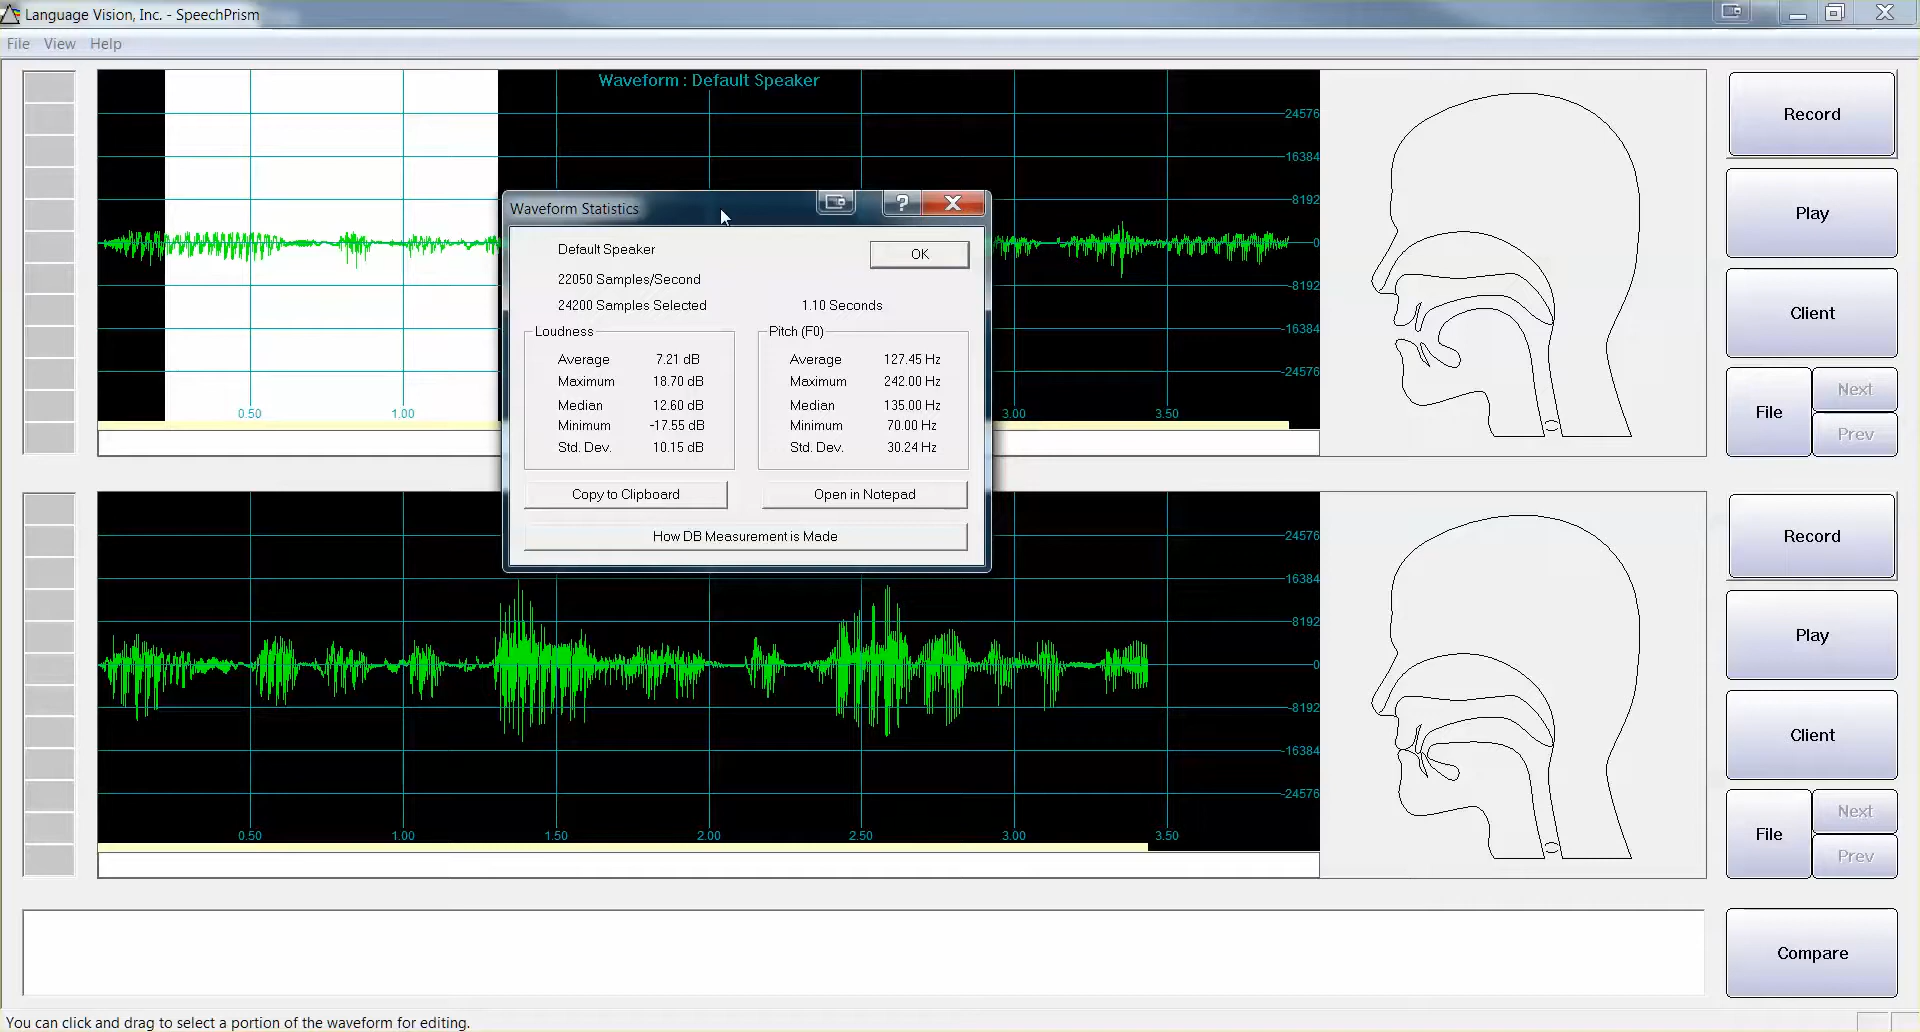 Language Vision, Inc. - SpeechPrism
File View Help
Waveform : Default Speaker
24576
16384
8192
0
-8192
-16384
-24576
0.50 1.00 3.00 3.50
Record
Play
Client
File
Next
Prev
Waveform Statistics
?
Default Speaker
OK
22050 Samples/Second
24200 Samples Selected 1.10 Seconds
Loudness
Average 7.21 dB
Maximum 18.70 dB
Median 12.60 dB
Minimum -17.55 dB
Std. Dev. 10.15 dB
Pitch (F0)
Average 127.45 Hz
Maximum 242.00 Hz
Median 135.00 Hz
Minimum 70.00 Hz
Std. Dev. 30.24 Hz
Copy to Clipboard
Open in Notepad
How DB Measurement is Made
24576
16384
8192
0
-8192
-16384
-24576
0.50 1.00 1.50 2.00 2.50 3.00 3.50
Record
Play
Client
File
Next
Prev
Compare
You can click and drag to select a portion of the waveform for editing.